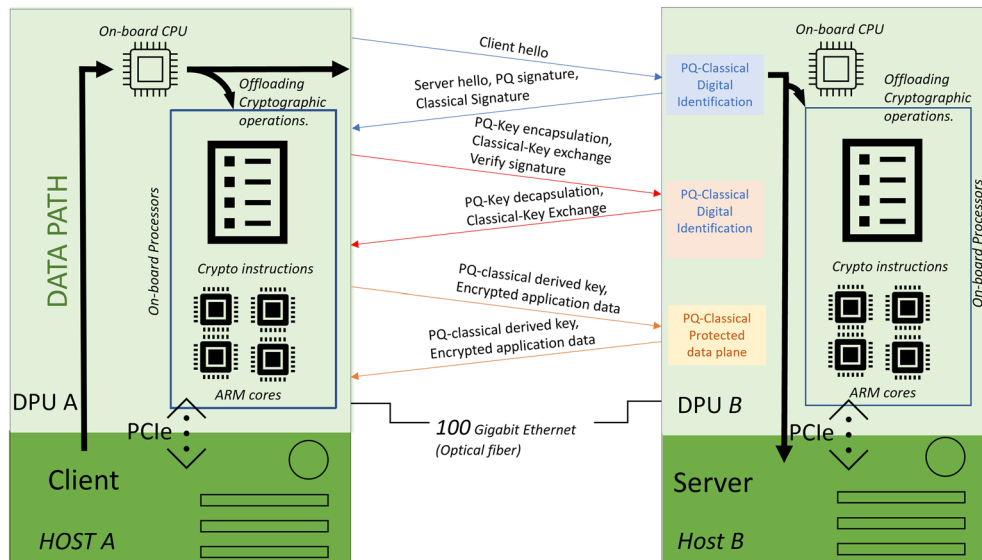 On-board CPU
Offloading
Cryptographic
operations.
DATA PATH
On-board Processors
Crypto instructions
ARM cores
DPU A
PCIe
Client
HOST A
Client hello
Server hello, PQ signature,
Classical Signature
PQ-Key encapsulation,
Classical-Key exchange
Verify signature
PQ-Key decapsulation,
Classical-Key Exchange
PQ-classical derived key,
Encrypted application data
PQ-classical derived key,
Encrypted application data
100 Gigabit Ethernet
(Optical fiber)
PQ-Classical
Digital
Identification
PQ-Classical
Digital
Identification
PQ-Classical
Protected
data plane
On-board CPU
Offloading
Cryptographic
operations.
On-board Processors
Crypto instructions
ARM cores
DPU B
PCIe
Server
Host B